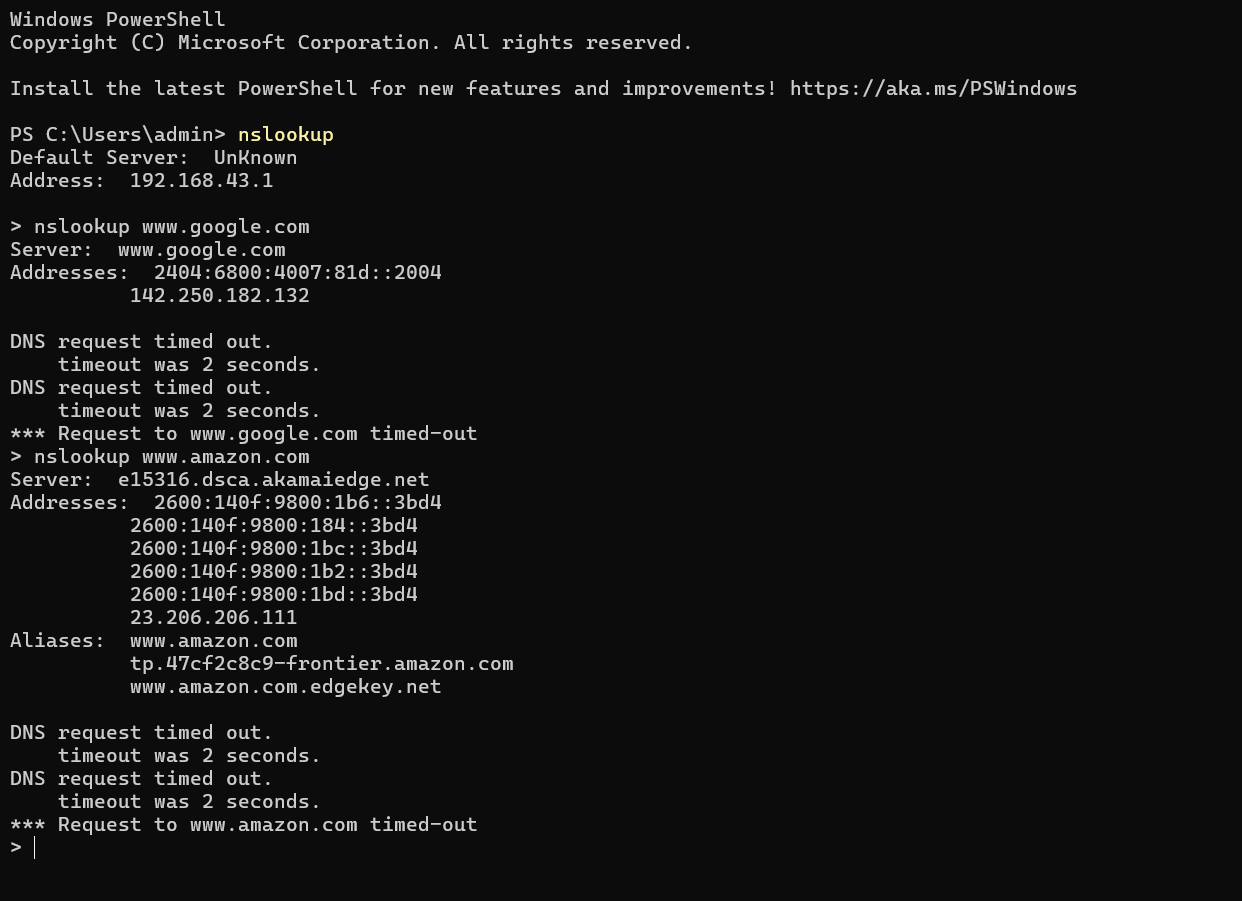 Windows PowerShell
Copyright (C) Microsoft Corporation. All rights reserved.
Install the latest PowerShell for new features and improvements! https://aka.ms/PSWindows
PS C:\Users\admin> nslookup
Default Server:  UnKnown
Address:  192.168.43.1
> nslookup www.google.com
Server:  www.google.com
Addresses:  2404:6800:4007:81d::2004
          142.250.182.132
DNS request timed out.
    timeout was 2 seconds.
DNS request timed out.
    timeout was 2 seconds.
*** Request to www.google.com timed-out
> nslookup www.amazon.com
Server:  e15316.dsca.akamaiedge.net
Addresses:  2600:140f:9800:1b6::3bd4
          2600:140f:9800:184::3bd4
          2600:140f:9800:1bc::3bd4
          2600:140f:9800:1b2::3bd4
          2600:140f:9800:1bd::3bd4
          23.206.206.111
Aliases:  www.amazon.com
          tp.47cf2c8c9-frontier.amazon.com
          www.amazon.com.edgekey.net
DNS request timed out.
    timeout was 2 seconds.
DNS request timed out.
    timeout was 2 seconds.
*** Request to www.amazon.com timed-out
>